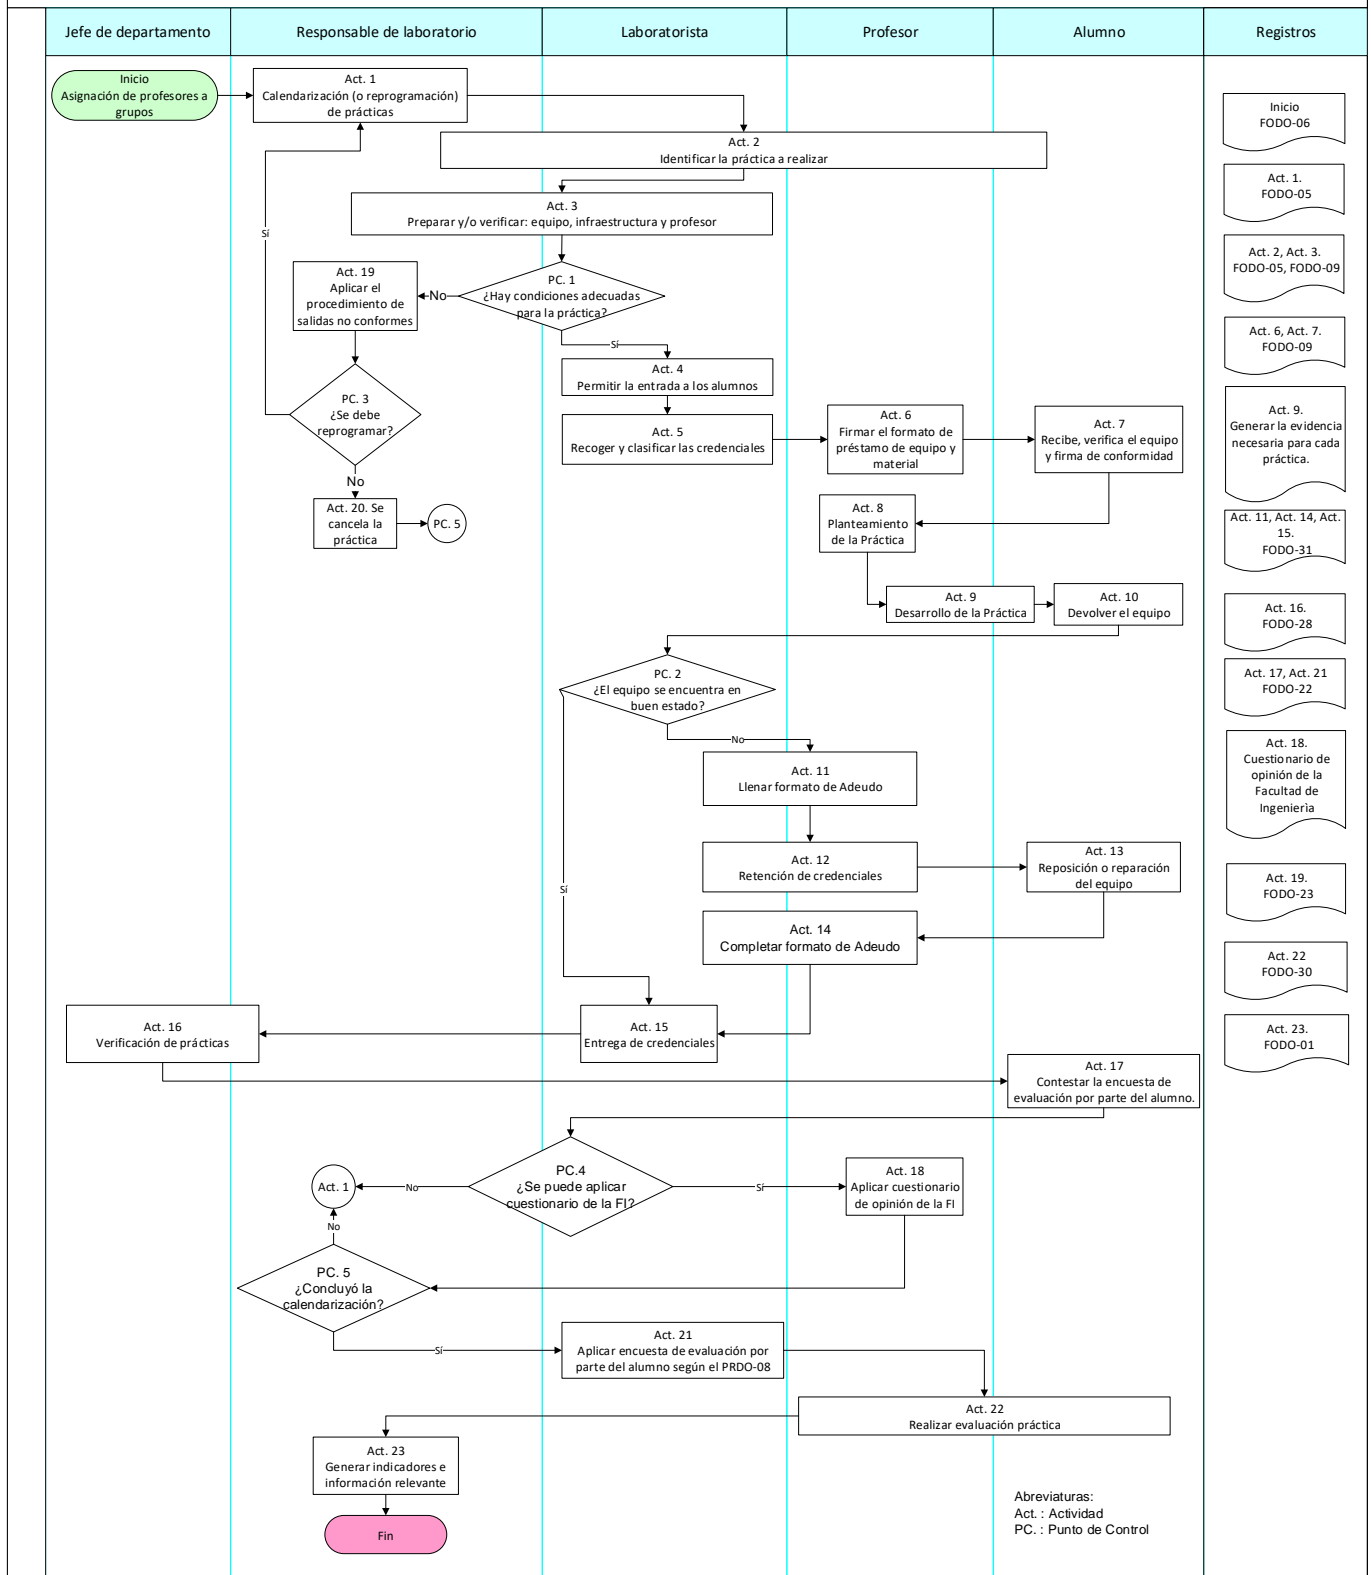 Jefe de departamento
Responsable de laboratorio
Laboratorista
Profesor
Alumno
Registros
Inicio
Asignación de profesores a
grupos
Act. 1
Calendarización (o reprogramación)
de prácticas
Act. 2
Identificar la práctica a realizar
Act. 3
Preparar y/o verificar: equipo, infraestructura y profesor
Sí
PC. 1
¿Hay condiciones adecuadas
para la práctica?
No
Act. 19
Aplicar el
procedimiento de
salidas no conformes
Sí
Act. 4
Permitir la entrada a los alumnos
PC. 3
¿Se debe
reprogramar?
Act. 5
Recoger y clasificar las credenciales
Act. 6
Firmar el formato de
préstamo de equipo y
material
Act. 7
Recibe, verifica el equipo
y firma de conformidad
No
Act. 20. Se
cancela la
práctica
PC. 5
Act. 8
Planteamiento
de la Práctica
Act. 9
Desarrollo de la Práctica
Act. 10
Devolver el equipo
PC. 2
¿El equipo se encuentra en
buen estado?
No
Act. 11
Llenar formato de Adeudo
Act. 12
Retención de credenciales
Act. 13
Reposición o reparación
del equipo
Sí
Act. 14
Completar formato de Adeudo
Act. 15
Entrega de credenciales
Act. 16
Verificación de prácticas
Act. 17
Contestar la encuesta de
evaluación por parte del alumno.
PC.4
¿Se puede aplicar
cuestionario de la FI?
No
Act. 1
Sí
Act. 18
Aplicar cuestionario
de opinión de la FI
No
PC. 5
¿Concluyó la
calendarización?
Sí
Act. 21
Aplicar encuesta de evaluación por
parte del alumno según el PRDO-08
Act. 22
Realizar evaluación práctica
Act. 23
Generar indicadores e
información relevante
Fin
Abreviaturas:
Act. : Actividad
PC. : Punto de Control
Inicio
FODO-06
Act. 1.
FODO-05
Act. 2, Act. 3.
FODO-05, FODO-09
Act. 6, Act. 7.
FODO-09
Act. 9.
Generar la evidencia
necesaria para cada
práctica.
Act. 11, Act. 14, Act.
15.
FODO-31
Act. 16.
FODO-28
Act. 17, Act. 21
FODO-22
Act. 18.
Cuestionario de
opinión de la
Facultad de
Ingenierìa
Act. 19.
FODO-23
Act. 22
FODO-30
Act. 23.
FODO-01